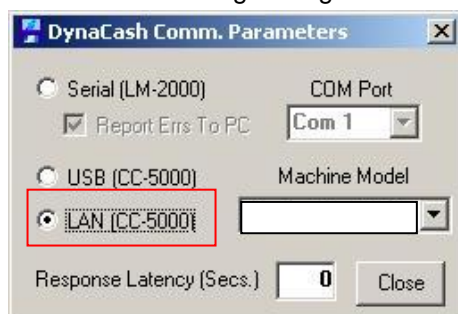 DynaCash Comm. Parameters
Serial (LM-2000) COM Port
Report Errs To PC Com 1
USB (CC-5000) Machine Model
LAN (CC-5000)
Response Latency (Secs.) 0 Close